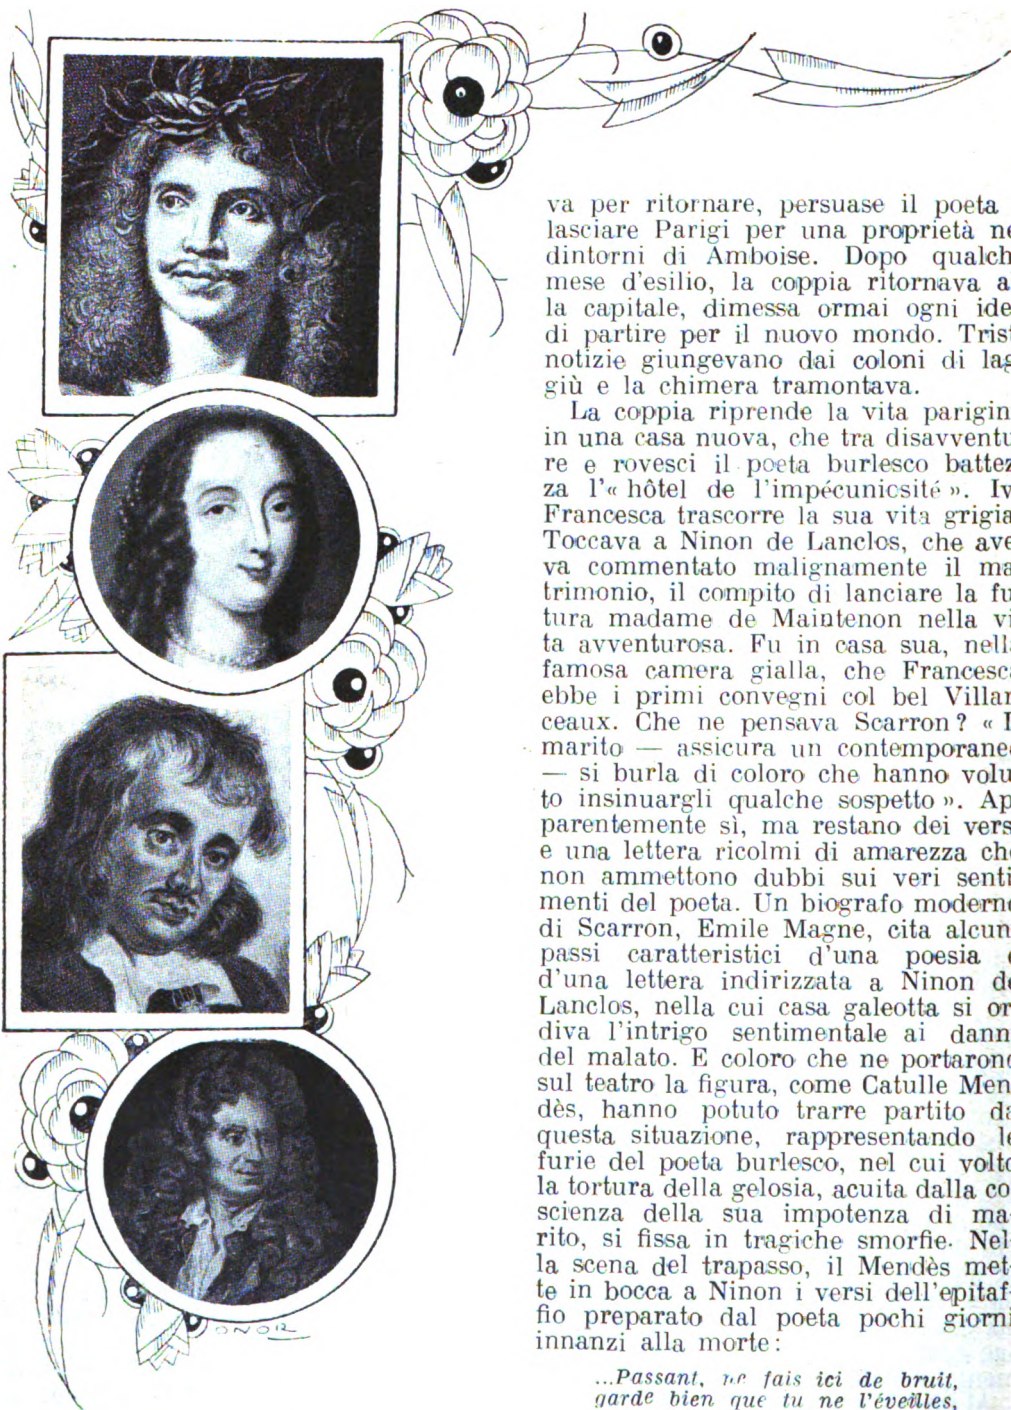 va per ritornare, persuase il poeta
lasciare Parigi per una proprietà ne
dintorni di Amboise. Dopo qualch
mese d'esilio, la coppia ritornava a
la capitale, dimessa ormai ogni ide
di partire per il nuovo mondo. Trist
notizie giungevano dai coloni di lag
giù e la chimera tramontava.
La coppia riprende la vita parigin
in una casa nuova, che tra disavventu
re e rovesci il poeta burlesco battez
za l'« hôtel de l'impécuniosité ». Iv
Francesca trascorre la sua vita grigia
Toccava a Ninon de Lanclos, che ave
va commentato malignamente il ma
trimonio, il compito di lanciare la fu
tura madame de Maintenon nella vi
ta avventurosa. Fu in casa sua, nella
famosa camera gialla, che Francesca
ebbe i primi convegni col bel Villar
ceaux. Che ne pensava Scarron? « I
marito — assicura un contemporaneo
— si burla di coloro che hanno volu
to insinuargli qualche sospetto ». Ap
parentemente sì, ma restano dei vers
e una lettera ricolmi di amarezza che
non ammettono dubbi sui veri senti
menti del poeta. Un biografo moderno
di Scarron, Emile Magne, cita alcuni
passi caratteristici d'una poesia e
d'una lettera indirizzata a Ninon de
Lanclos, nella cui casa galeotta si or
diva l'intrigo sentimentale ai danni
del malato. E coloro che ne portarono
sul teatro la figura, come Catulle Men
dès, hanno potuto trarre partito da
questa situazione, rappresentando le
furie del poeta burlesco, nel cui volto
la tortura della gelosia, acuita dalla co
scienza della sua impotenza di ma-
rito, si fissa in tragiche smorfie. Nel-
la scena del trapasso, il Mendès met-
te in bocca a Ninon i versi dell'epitaf-
fio preparato dal poeta pochi giorni
innanzi alla morte:
...Passant, ne fais ici de bruit,
garde bien que tu ne l'éveilles,
ONOR